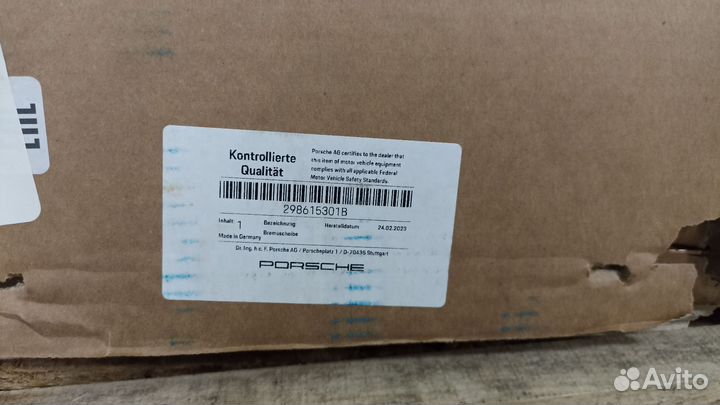 Kontrollierte
Qualität
Porsche AG certifies to the dealer that
this item of motor vehicle equipment
complies with all applicable Federal
Motor Vehicle Safety Standards.
298615301B
Inhalt: 1 Bezeichnung Herstelldatum 24.02.2023
Made in Germany Bremsscheibe
Dr. Ing. h.c. F. Porsche AG / Porscheplatz 1 / D-70435 Stuttgart
PORSCHE
Avito